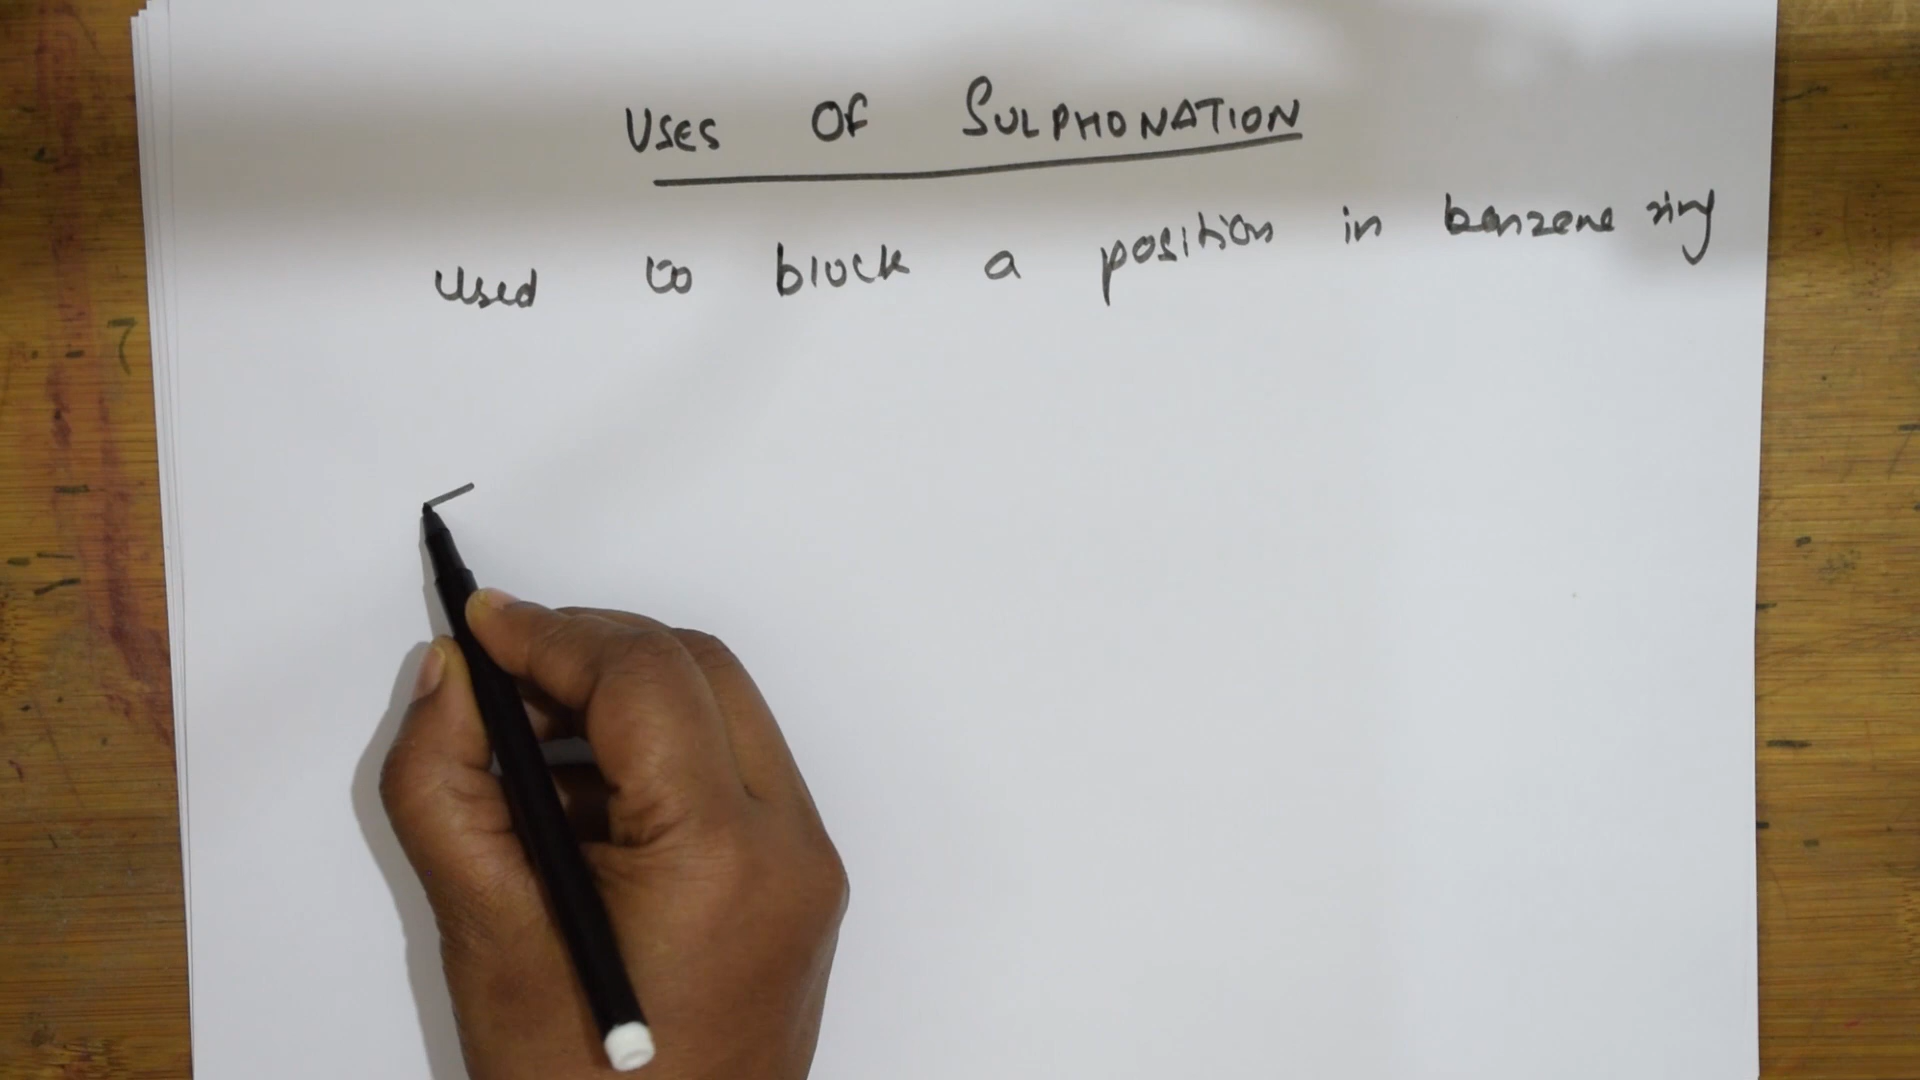 USES OF SULPHONATION
Used to block a position in benzene ring